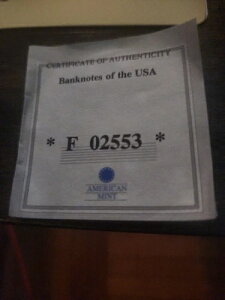 CERTIFICATE OF AUTHENTICITY
Banknotes of the USA
* F 02553 *
AMERICAN
MINT